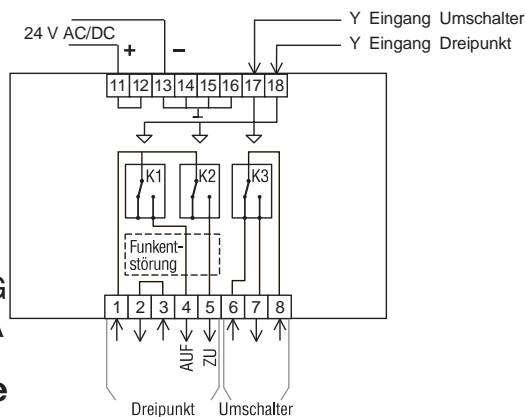 Y Eingang Umschalter
24 V AC/DC
Y Eingang Dreipunkt
+ –
11 12 13 14 15 16 17 18
K1 K2 K3
Funkent-
störung
G
A
1 2 3 4 5 6 7 8
AUF
ZU
e
Dreipunkt Umschalter